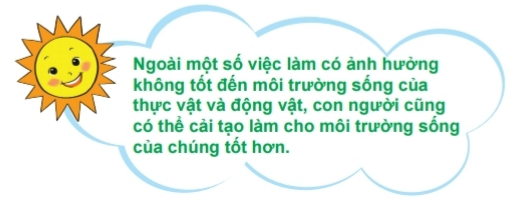 Ngoài một số việc làm có ảnh hưởng
không tốt đến môi trường sống của
thực vật và động vật, con người cũng
có thể cải tạo làm cho môi trường sống
của chúng tốt hơn.